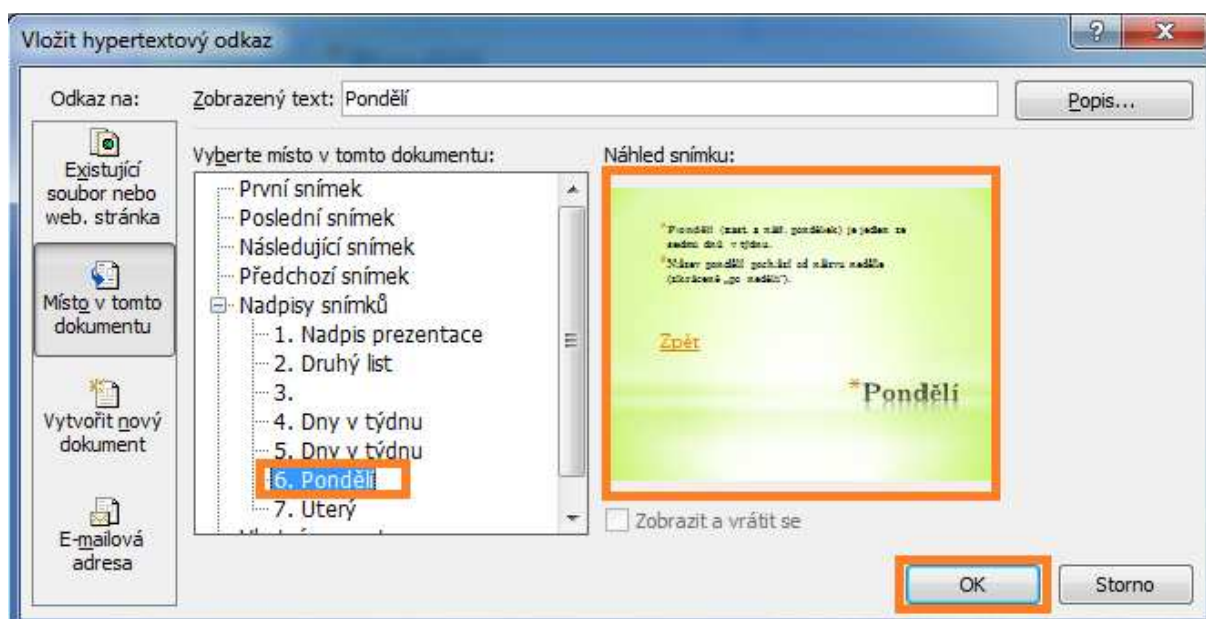 Vložit hypertextový odkaz
Odkaz na:
Zobrazený text: Pondělí
Popis...
Existující
soubor nebo
web. stránka
Místo v tomto
dokumentu
Vytvořit nový
dokument
E-mailová
adresa
Vyberte místo v tomto dokumentu:
První snímek
Poslední snímek
Následující snímek
Předchozí snímek
Nadpisy snímků
1. Nadpis prezentace
2. Druhý list
3.
4. Dny v týdnu
5. Dny v týdnu
6. Pondělí
7. Úterý
Náhled snímku:
*Pondělí (zast. a nář. pondělek) je jeden ze
sedmi dnů v týdnu.
*Název pondělí pochází od názvu neděle
(zkráceně „po neděli").
Zpět
*Pondělí
Zobrazit a vrátit se
OK
Storno